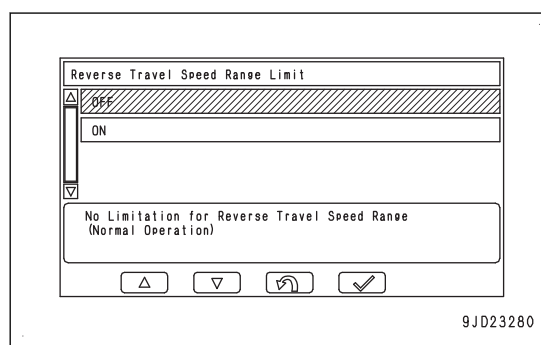 Reverse Travel Speed Range Limit
OFF
ON
No Limitation for Reverse Travel Speed Range
(Normal Operation)
9JD23280